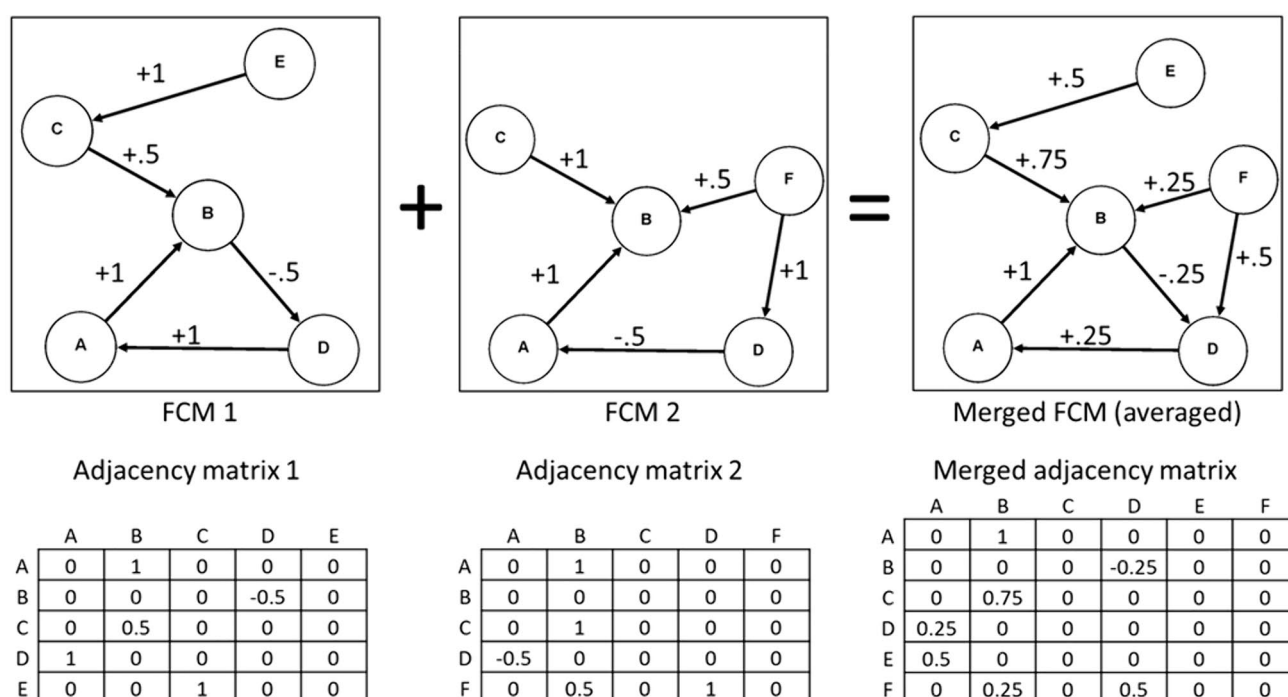 E
+1
C
+.5
B
+1
-.5
A
+1
D
+
C
+1
+.5
F
B
+1
+1
A
-.5
D
=
E
+.5
C
+.75
+.25
F
B
+1
-.25
+.5
A
+.25
D
FCM 1
FCM 2
Merged FCM (averaged)
Adjacency matrix 1
A B C D E
A 0 1 0 0 0
B 0 0 0 -0.5 0
C 0 0.5 0 0 0
D 1 0 0 0 0
E 0 0 1 0 0
Adjacency matrix 2
A B C D F
A 0 1 0 0 0
B 0 0 0 0 0
C 0 1 0 0 0
D -0.5 0 0 0 0
F 0 0.5 0 1 0
Merged adjacency matrix
A B C D E F
A 0 1 0 0 0 0
B 0 0 0 -0.25 0 0
C 0 0.75 0 0 0 0
D 0.25 0 0 0 0 0
E 0.5 0 0 0 0 0
F 0 0.25 0 0.5 0 0